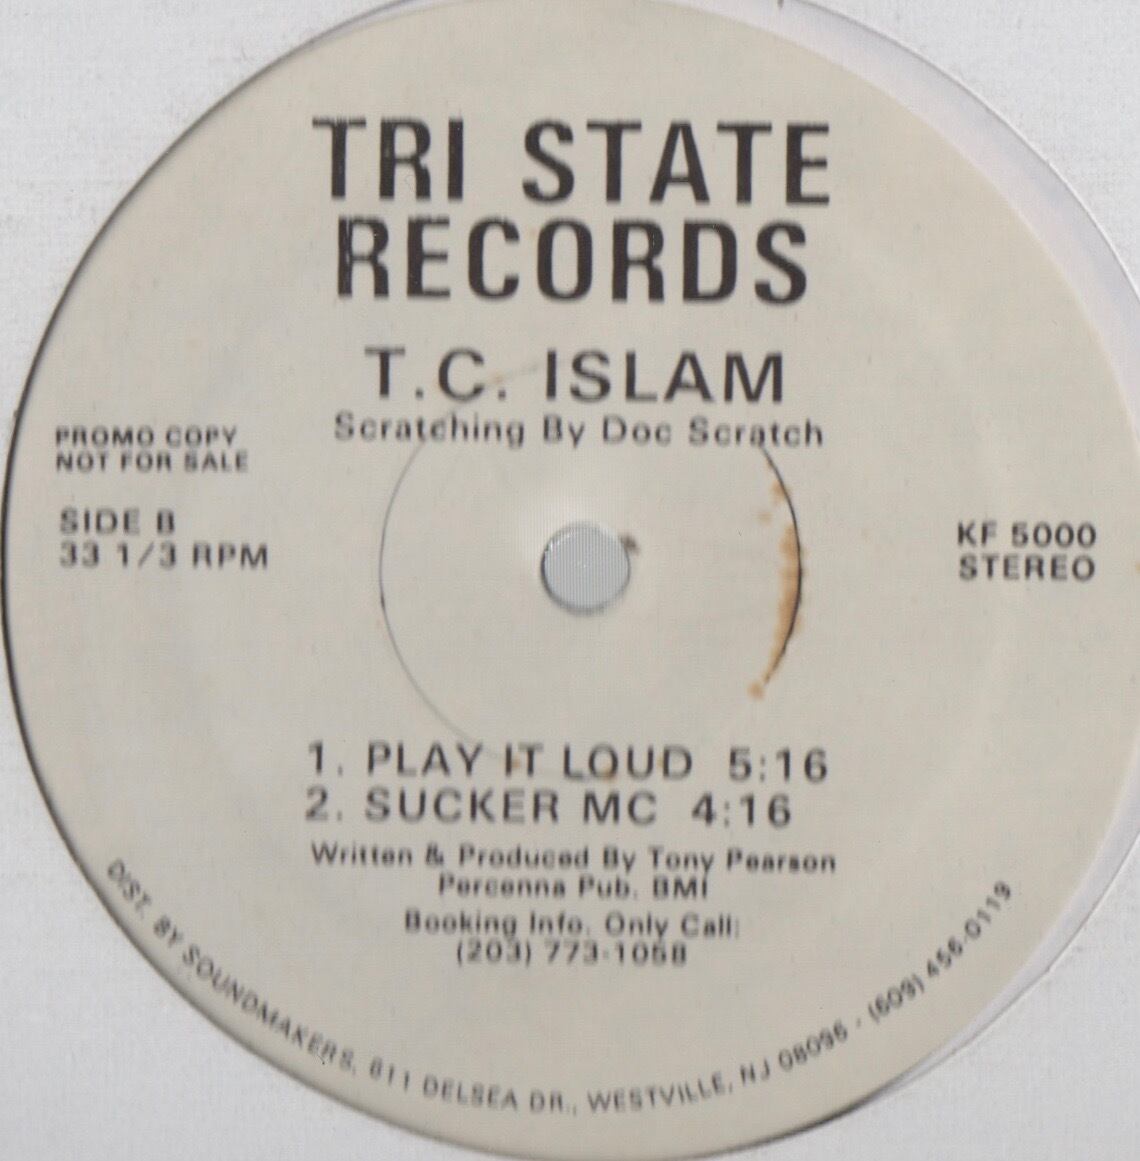 TRI STATE
RECORDS
T.C. ISLAM
Scratching By Doc Scratch
PROMO COPY
NOT FOR SALE
SIDE B
33 1/3 RPM
KF 5000
STEREO
1. PLAY IT LOUD 5:16
2. SUCKER MC 4:16
Written & Produced By Tony Pearson
Percenna Pub. BMI
Booking Info. Only Call:
(203) 773-1058
DIST. BY SOUNDMAKERS, 811 DELSEA DR., WESTVILLE, NJ 08096 - (609) 456-0119